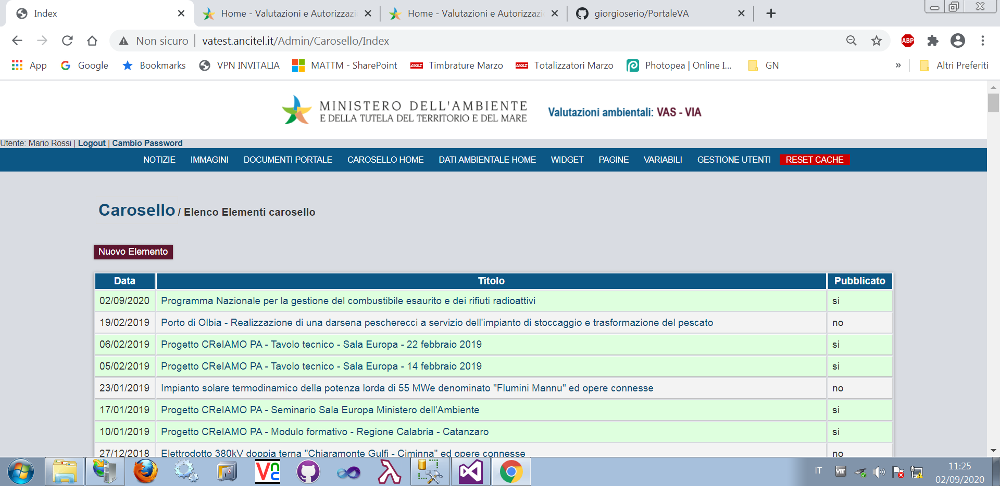 Index
Home - Valutazioni e Autorizzazi
Home - Valutazioni e Autorizzazi
giorgioserio/PortaleVA
Non sicuro
vatest.ancitel.it/Admin/Carosello/Index
ABP
App
Google
Bookmarks
VPN INVITALIA
MATTM - SharePoint
Timbrature Marzo
Totalizzatori Marzo
Photopea | Online I...
GN
»
Altri Preferiti
MINISTERO DELL'AMBIENTE
E DELLA TUTELA DEL TERRITORIO E DEL MARE
Valutazioni ambientali: VAS - VIA
Utente: Mario Rossi | Logout | Cambio Password
NOTIZIE IMMAGINI DOCUMENTI PORTALE CAROSELLO HOME DATI AMBIENTALE HOME WIDGET PAGINE VARIABILI GESTIONE UTENTI RESET CACHE
Carosello / Elenco Elementi carosello
Nuovo Elemento
Data Titolo Pubblicato
02/09/2020 Programma Nazionale per la gestione del combustibile esaurito e dei rifiuti radioattivi si
19/02/2019 Porto di Olbia - Realizzazione di una darsena pescherecci a servizio dell'impianto di stoccaggio e trasformazione del pescato no
06/02/2019 Progetto CReIAMO PA - Tavolo tecnico - Sala Europa - 22 febbraio 2019 si
05/02/2019 Progetto CReIAMO PA - Tavolo tecnico - Sala Europa - 14 febbraio 2019 si
23/01/2019 Impianto solare termodinamico della potenza lorda di 55 MWe denominato "Flumini Mannu" ed opere connesse no
17/01/2019 Progetto CReIAMO PA - Seminario Sala Europa Ministero dell'Ambiente si
10/01/2019 Progetto CReIAMO PA - Modulo formativo - Regione Calabria - Catanzaro si
27/12/2018 Elettrodotto 380kV doppia terna "Chiaramonte Gulfi - Ciminna" ed opere connesse no
IT
vm
11:25
02/09/2020